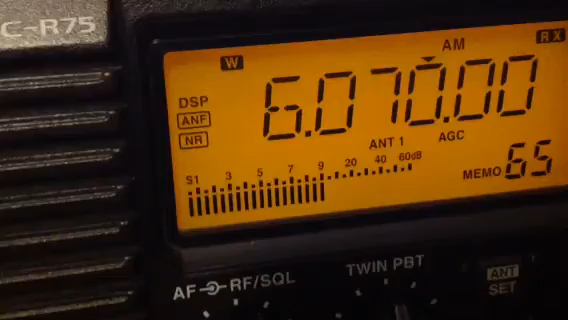 C-R75
W
AM
RX
DSP
ANF
NR
6.070.00
ANT 1
AGC
S1 3 5 7 9 20 40 60dB
MEMO 65
AF RF/SQL
TWIN PBT
ANT
SET